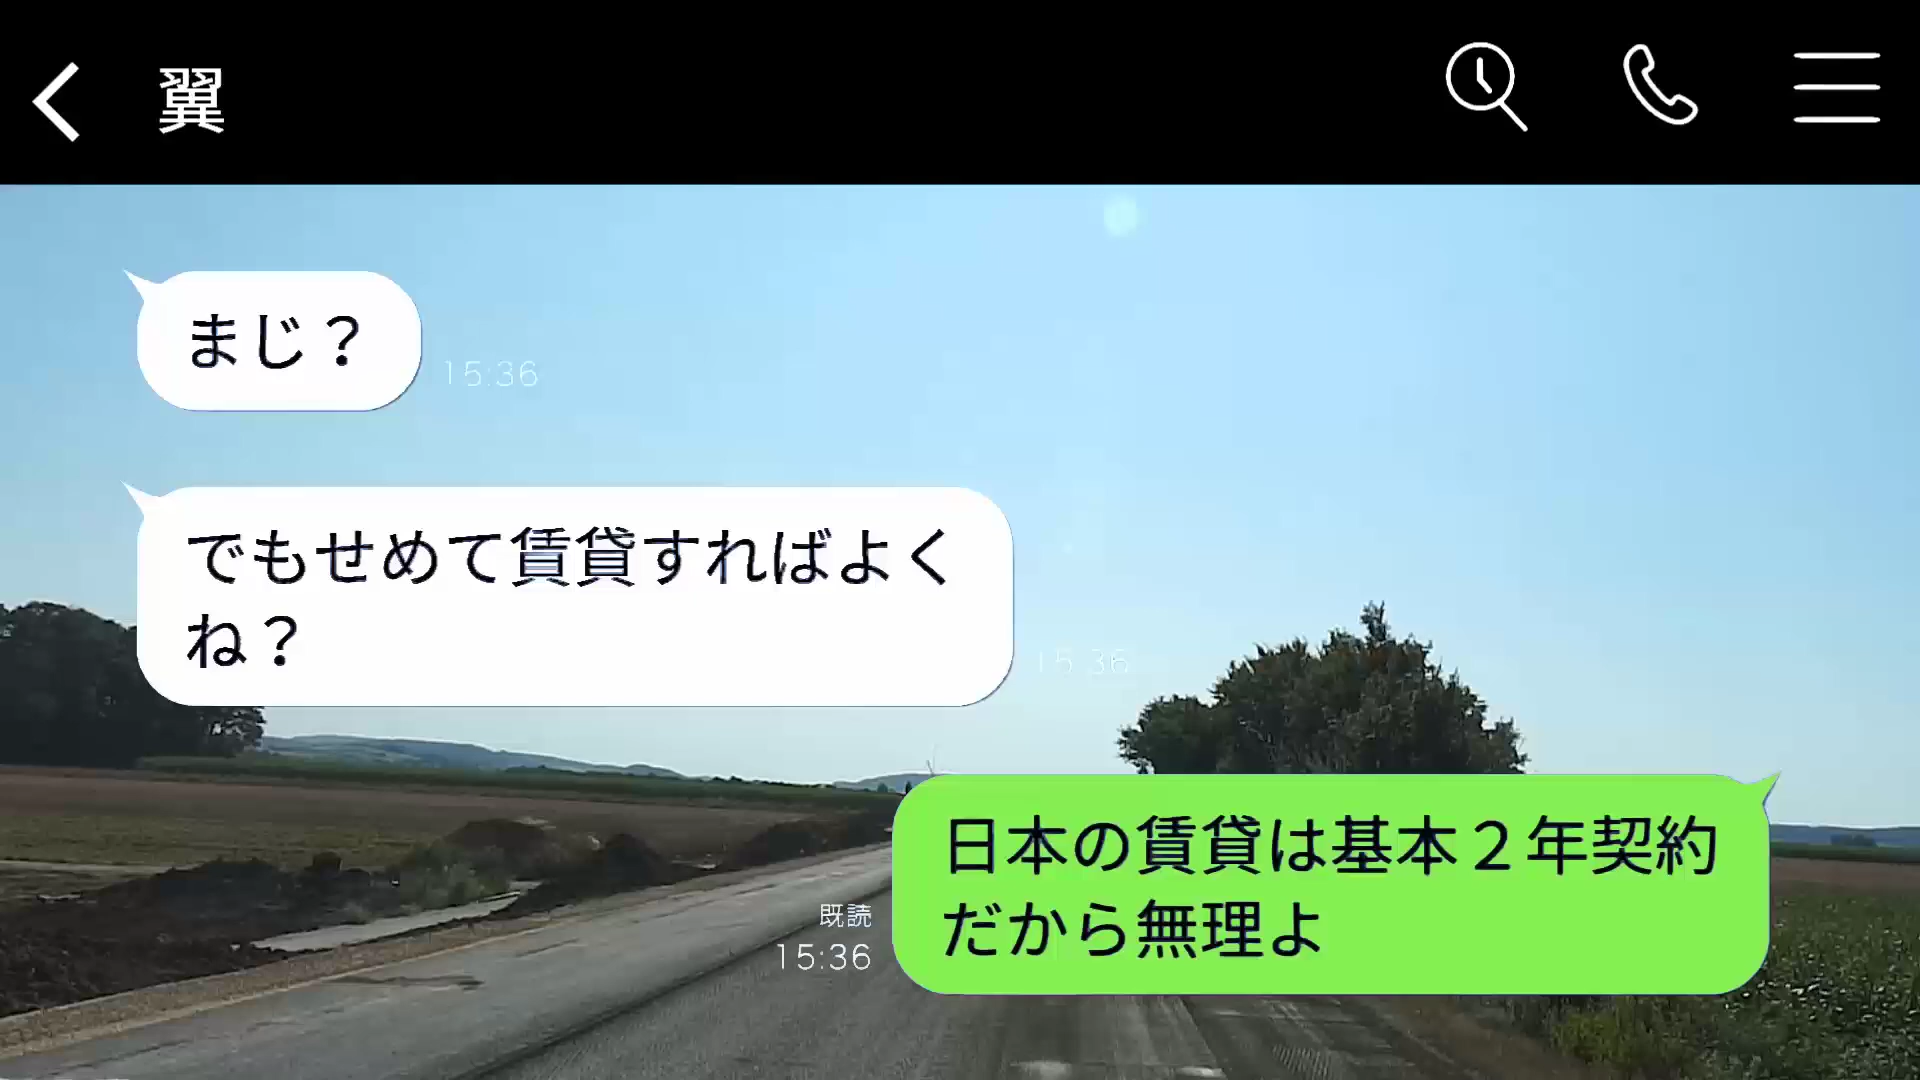 翼
まじ？
15:36
でもせめて賃貸すればよく
ね？
15:36
日本の賃貸は基本２年契約
だから無理よ
既読
15:36